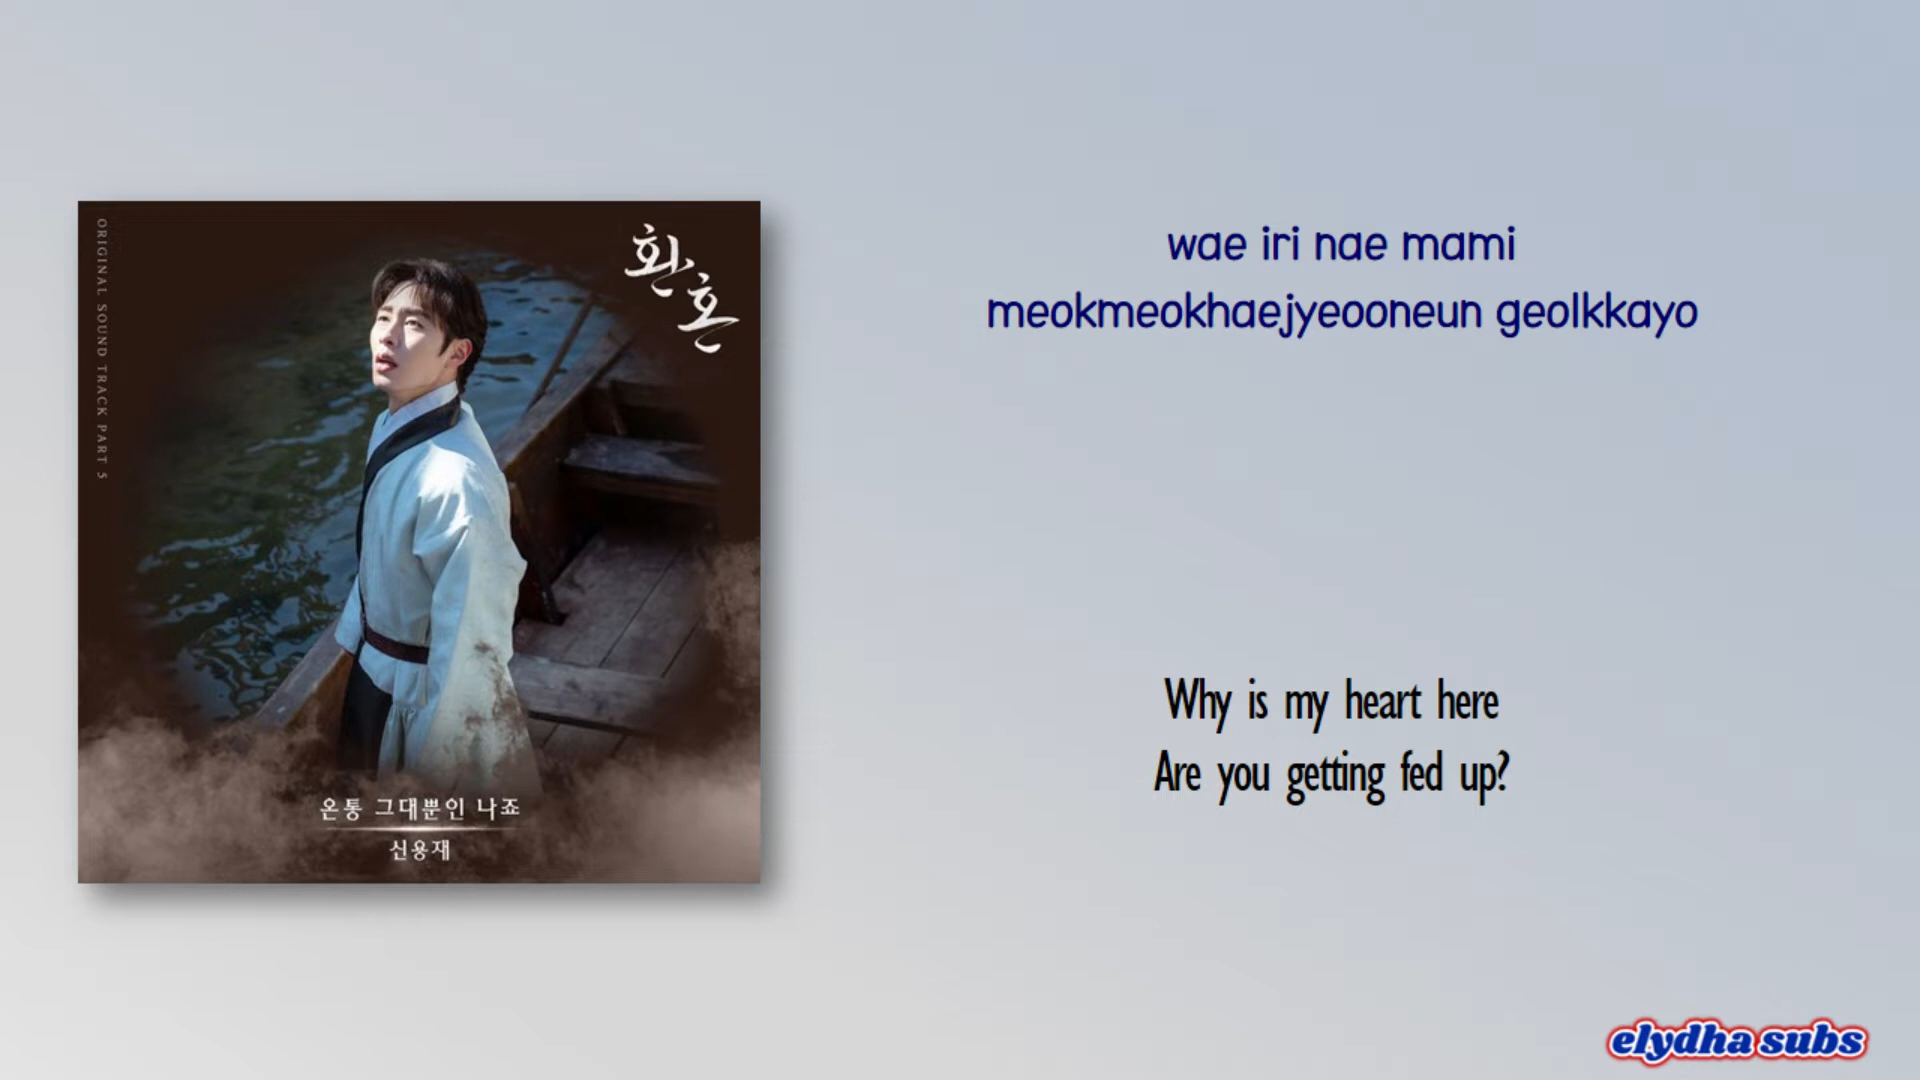 ORIGINAL SOUND TRACK PART 5
환혼
온통 그대뿐인 나죠
신용재
wae iri nae mami
meokmeokhaejyeooneun geolkkayo
Why is my heart here
Are you getting fed up?
elydha subs